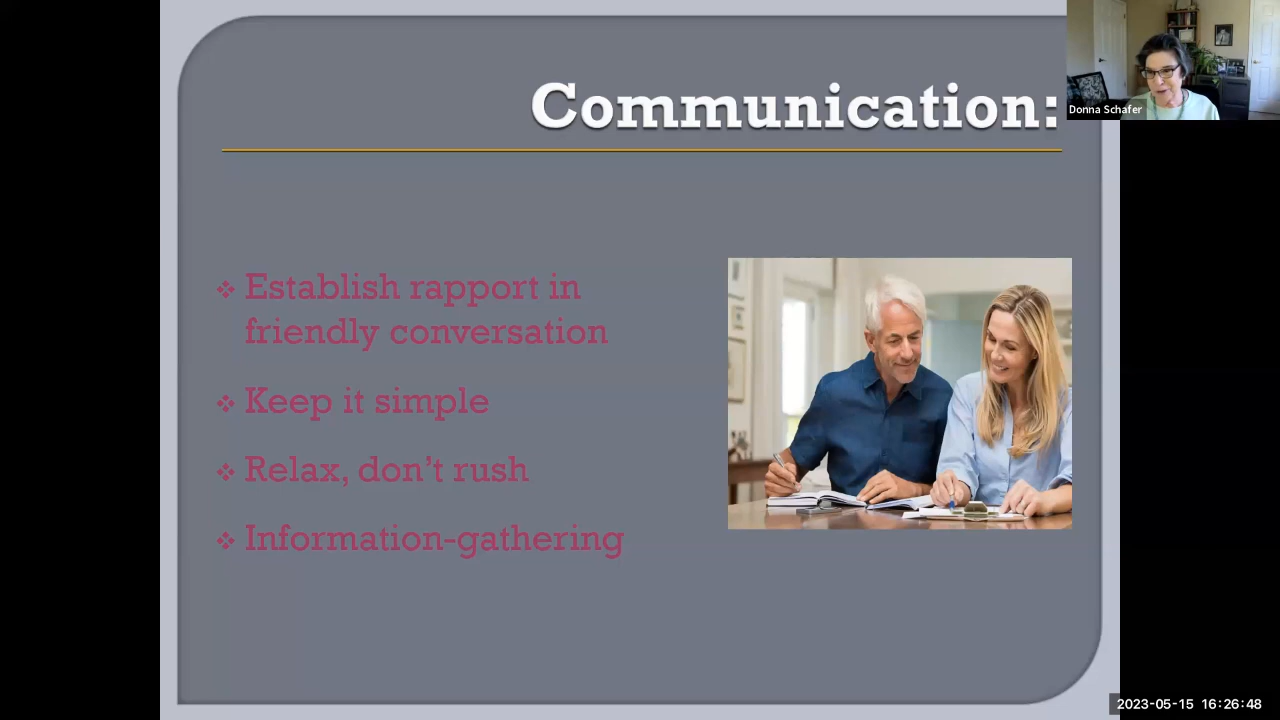 Communication:
Donna Schafer
❖ Establish rapport in
friendly conversation
❖ Keep it simple
❖ Relax, don’t rush
❖ Information-gathering
2023-05-15 16:26:48